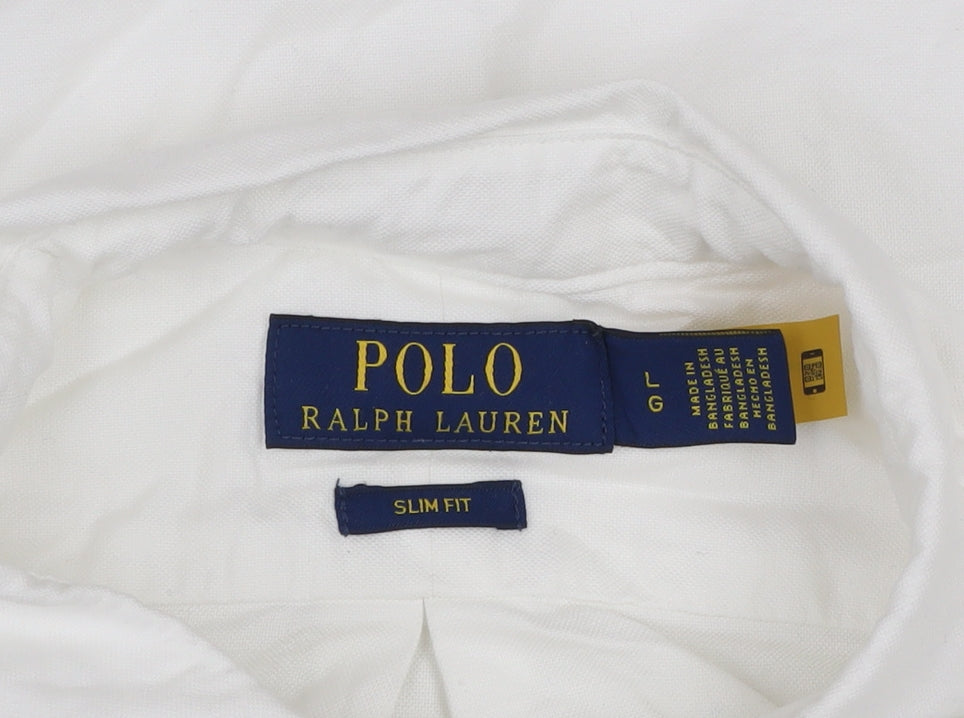 POLO
RALPH LAUREN
L
G
MADE IN
BANGLADESH
FABRIQUÉ AU
BANGLADESH
HECHO EN
BANGLADESH
SLIM FIT